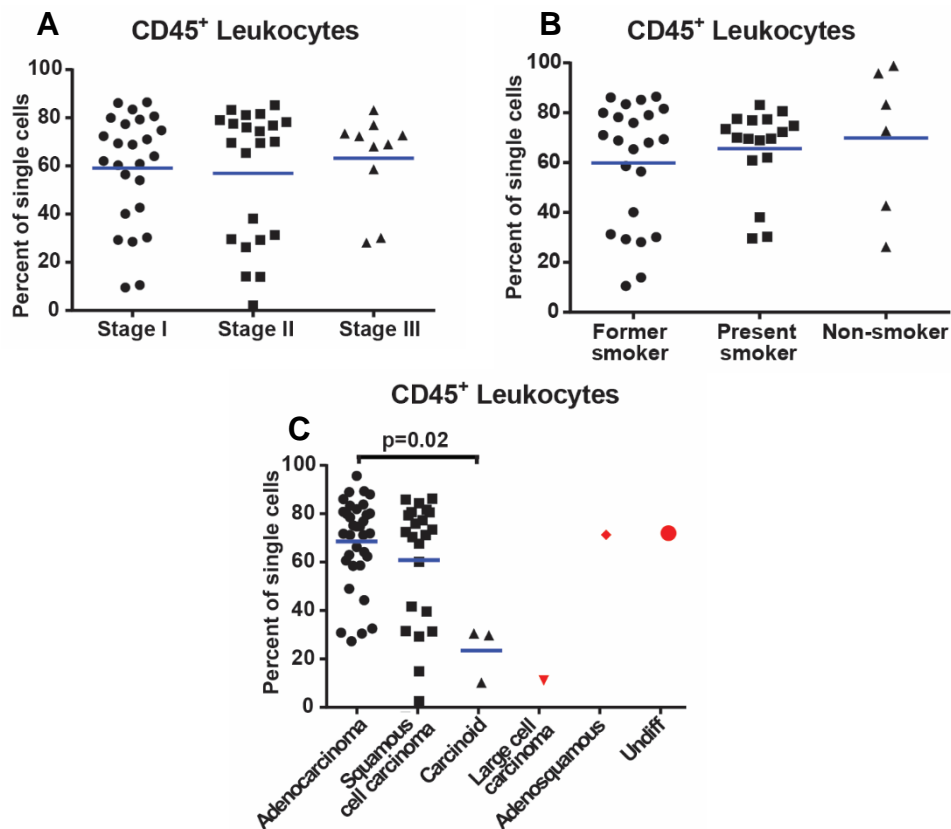 A
CD45+ Leukocytes
Percent of single cells
100
80
60
40
20
0
Stage I
Stage II
Stage III
B
CD45+ Leukocytes
Percent of single cells
100
80
60
40
20
0
Former
smoker
Present
smoker
Non-smoker
CD45+ Leukocytes
C
p=0.02
Percent of single cells
100
80
60
40
20
0
Adenocarcinoma
Squamous
cell carcinoma
Carcinoid
Large cell
carcinoma
Adenosquamous
Undiff